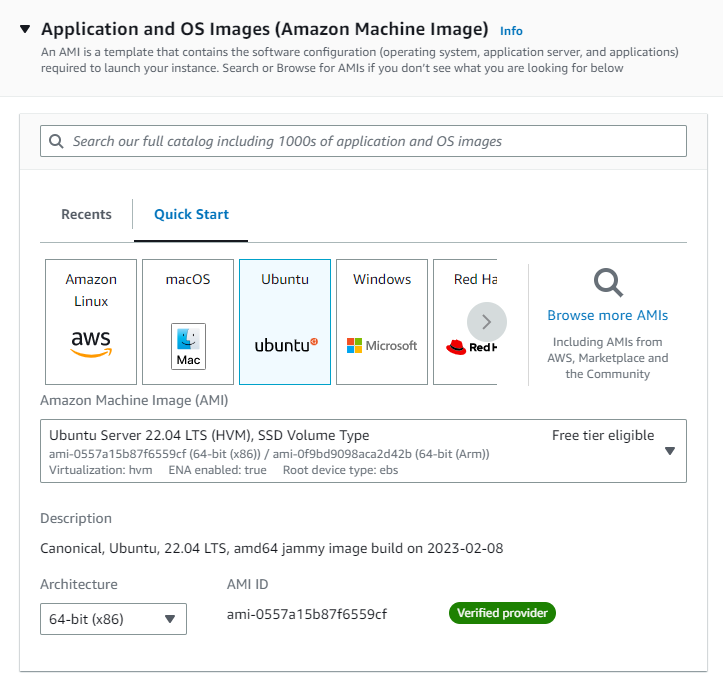 Application and OS Images (Amazon Machine Image) Info
An AMI is a template that contains the software configuration (operating system, application server, and applications)
required to launch your instance. Search or Browse for AMIs if you don't see what you are looking for below
Search our full catalog including 1000s of application and OS images
Recents
Quick Start
Amazon
Linux
aws
macOS
Mac
Ubuntu
ubuntu
Windows
Microsoft
Red Ha
Red H
Browse more AMIs
Including AMIs from
AWS, Marketplace and
the Community
Amazon Machine Image (AMI)
Ubuntu Server 22.04 LTS (HVM), SSD Volume Type
Free tier eligible
ami-0557a15b87f6559cf (64-bit (x86)) / ami-0f9bd9098aca2d42b (64-bit (Arm))
Virtualization: hvm ENA enabled: true Root device type: ebs
Description
Canonical, Ubuntu, 22.04 LTS, amd64 jammy image build on 2023-02-08
Architecture
64-bit (x86)
AMI ID
ami-0557a15b87f6559cf
Verified provider